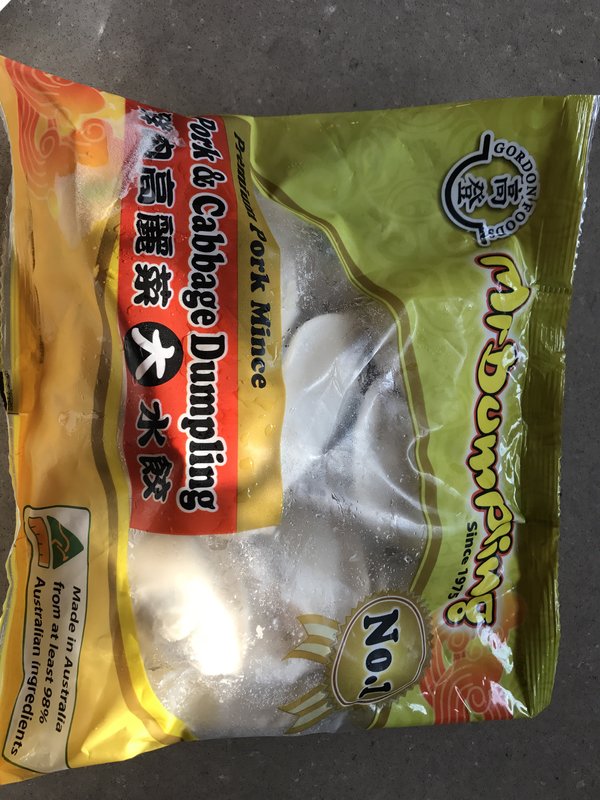 GORDON FOODS
高登
Mr Dumpling
Since 1975
No.1
Premium Pork Mince
Pork & Cabbage Dumpling
肉高麗菜大水餃
Made in Australia
from at least 98%
Australian ingredients